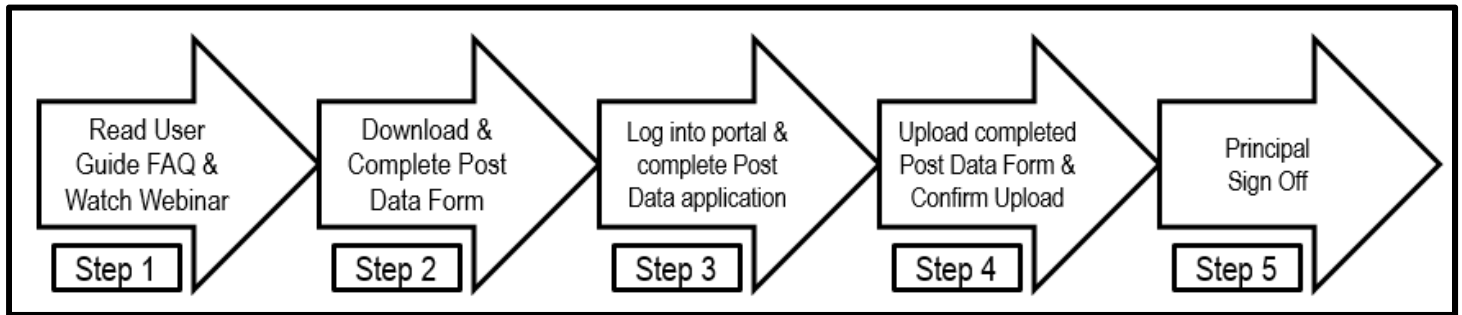 Read User
Guide FAQ &
Watch Webinar
Step 1
Download &
Complete Post
Data Form
Step 2
Log into portal &
complete Post
Data application
Step 3
Upload completed
Post Data Form &
Confirm Upload
Step 4
Principal
Sign Off
Step 5